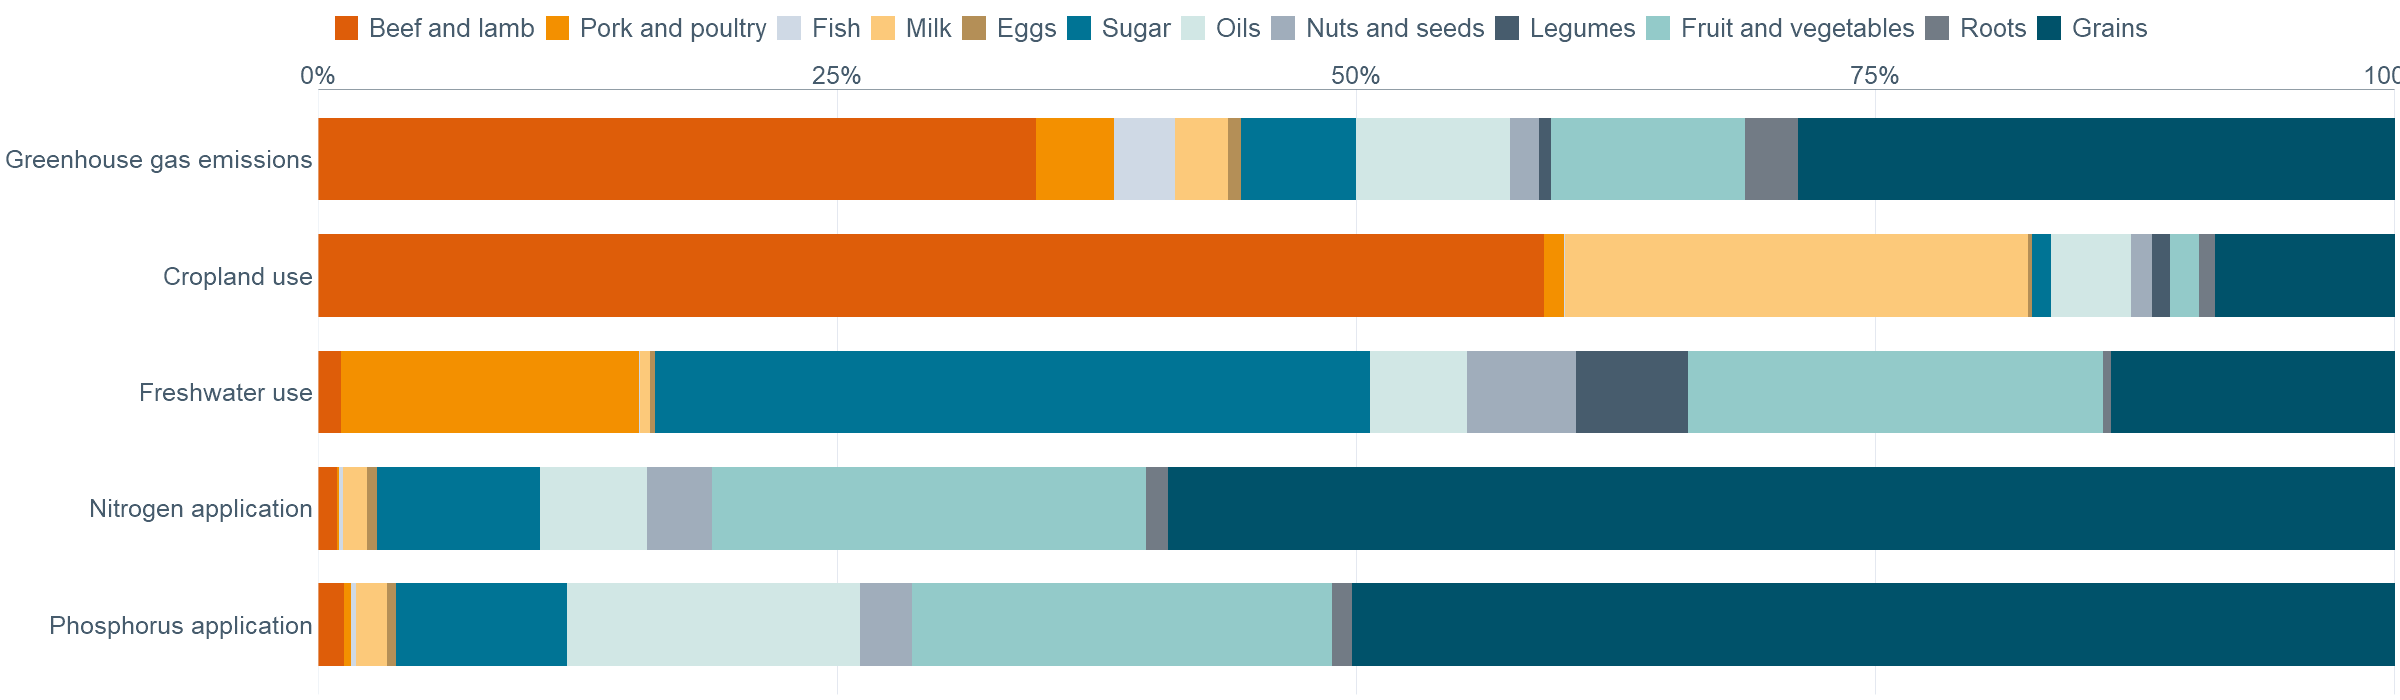 Beef and lamb Pork and poultry Fish Milk Eggs Sugar Oils Nuts and seeds Legumes Fruit and vegetables Roots Grains
0% 25% 50% 75% 100
Greenhouse gas emissions
Cropland use
Freshwater use
Nitrogen application
Phosphorus application